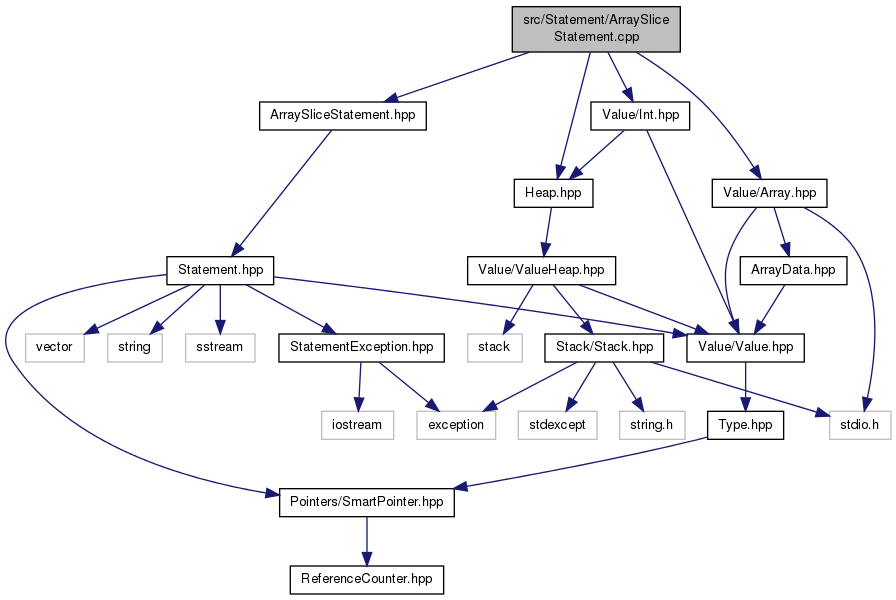 src/Statement/ArraySlice
Statement.cpp
ArraySliceStatement.hpp
Value/Int.hpp
Heap.hpp
Value/Array.hpp
Statement.hpp
Value/ValueHeap.hpp
ArrayData.hpp
vector
string
sstream
StatementException.hpp
stack
Stack/Stack.hpp
Value/Value.hpp
iostream
exception
stdexcept
string.h
Type.hpp
stdio.h
Pointers/SmartPointer.hpp
ReferenceCounter.hpp